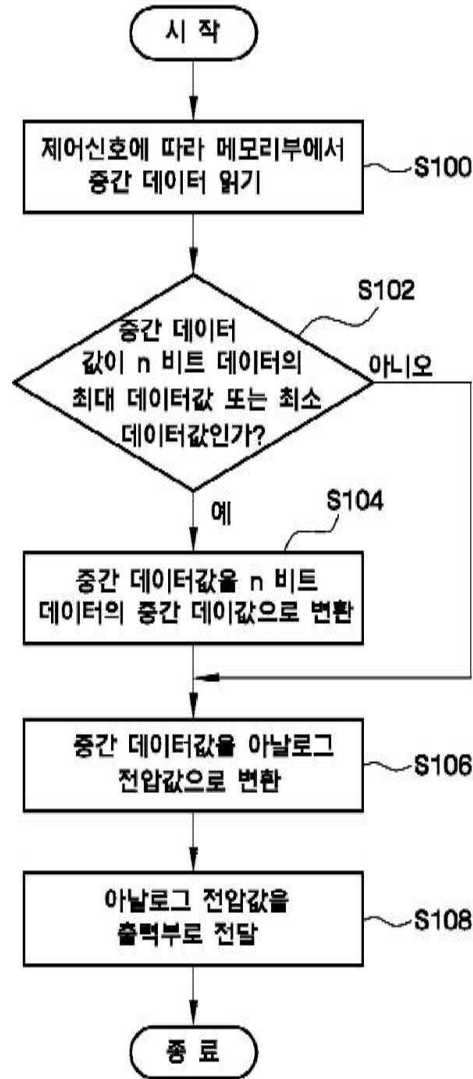 시 작
제어신호에 따라 메모리부에서
중간 데이터 읽기
S100
S102
중간 데이터
값이 n 비트 데이터의
최대 데이터값 또는 최소
데이터값인가?
아니오
예
S104
중간 데이터값을 n 비트
데이터의 중간 데이값으로 변환
중간 데이터값을 아날로그
전압값으로 변환
S106
아날로그 전압값을
출력부로 전달
S108
종 료